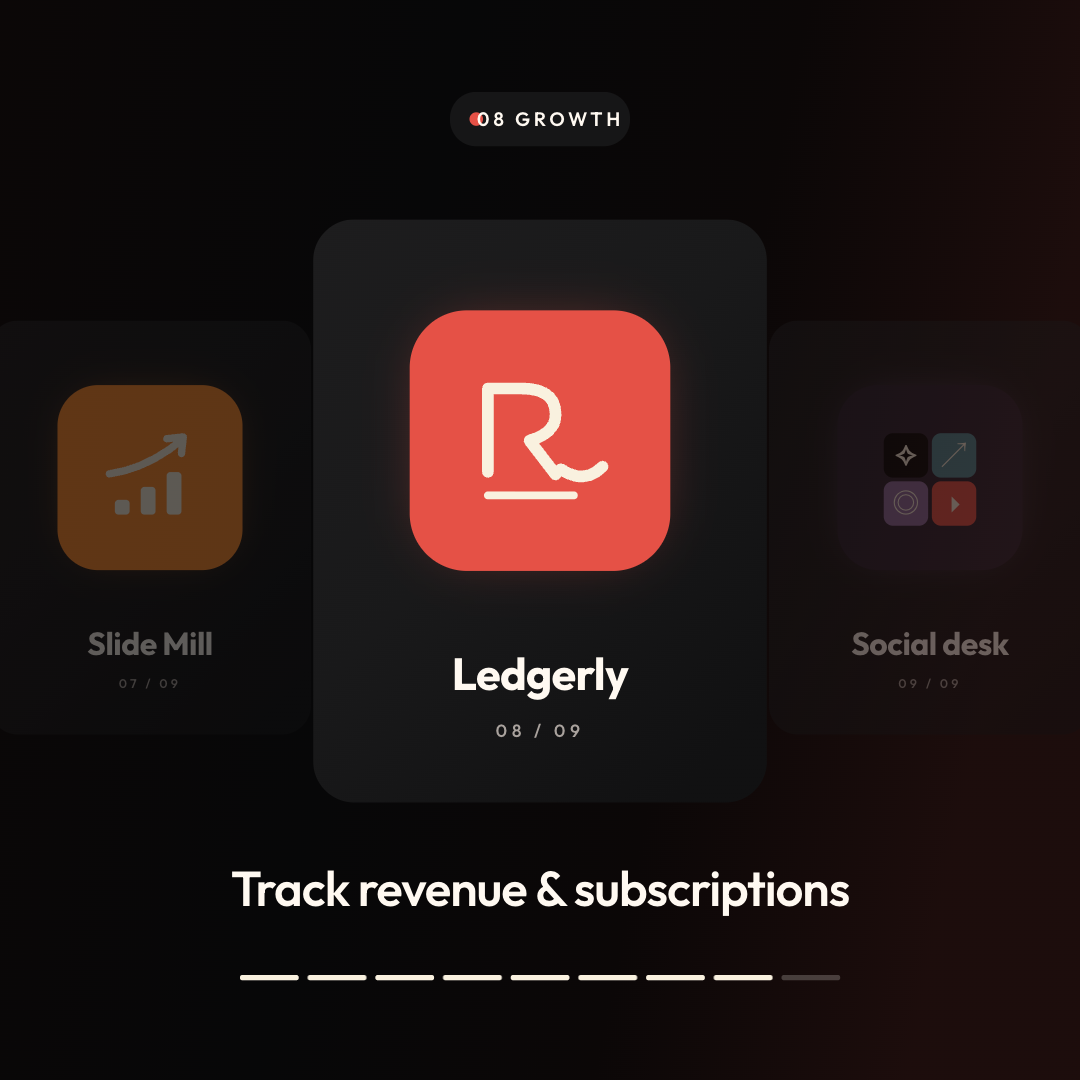 08 GROWTH
R
Slide Mill
07 / 09
Ledgerly
08 / 09
Social desk
09 / 09
Track revenue & subscriptions